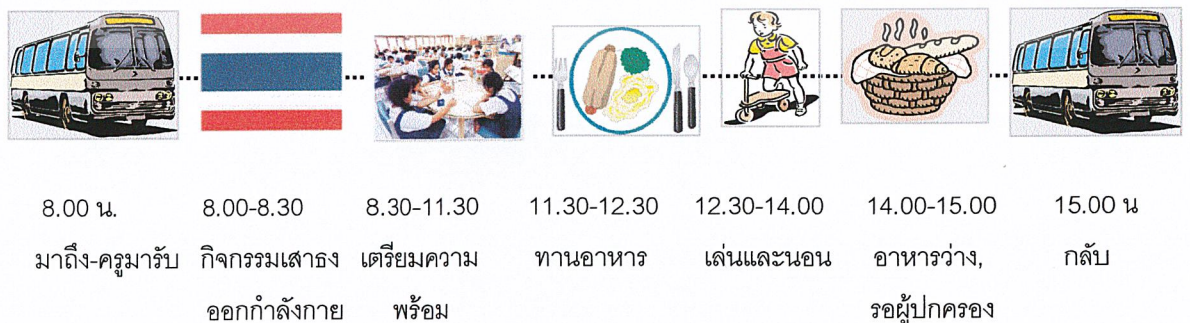 8.00 น. 8.00-8.30 8.30-11.30 11.30-12.30 12.30-14.00 14.00-15.00 15.00 น
มาถึง-ครูมารับ กิจกรรมเสาธง เตรียมความ ทานอาหาร เล่นและนอน อาหารว่าง, กลับ
ออกกำลังกาย พร้อม รอผู้ปกครอง